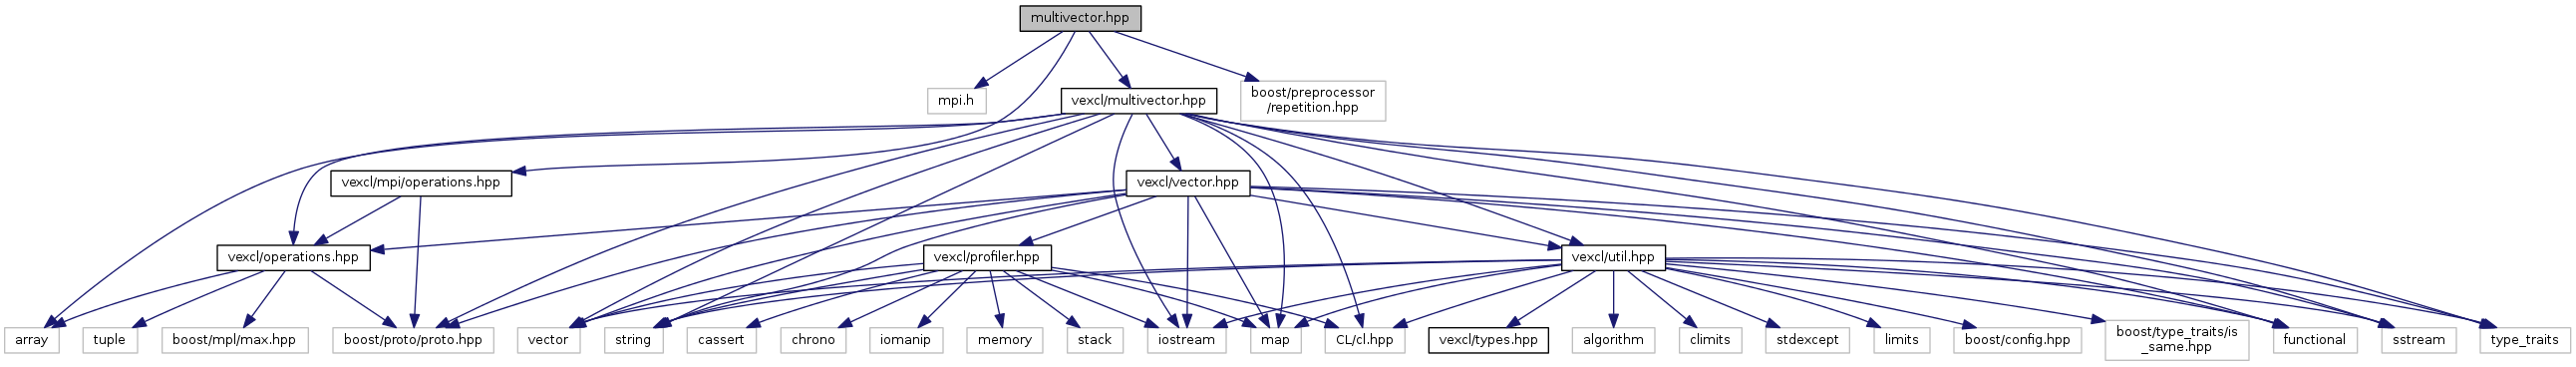 multivector.hpp
mpi.h
vexcl/multivector.hpp
boost/preprocessor
/repetition.hpp
vexcl/mpi/operations.hpp
vexcl/vector.hpp
vexcl/operations.hpp
vexcl/profiler.hpp
vexcl/util.hpp
array
tuple
boost/mpl/max.hpp
boost/proto/proto.hpp
vector
string
cassert
chrono
iomanip
memory
stack
iostream
map
CL/cl.hpp
vexcl/types.hpp
algorithm
climits
stdexcept
limits
boost/config.hpp
boost/type_traits/is
_same.hpp
functional
sstream
type_traits